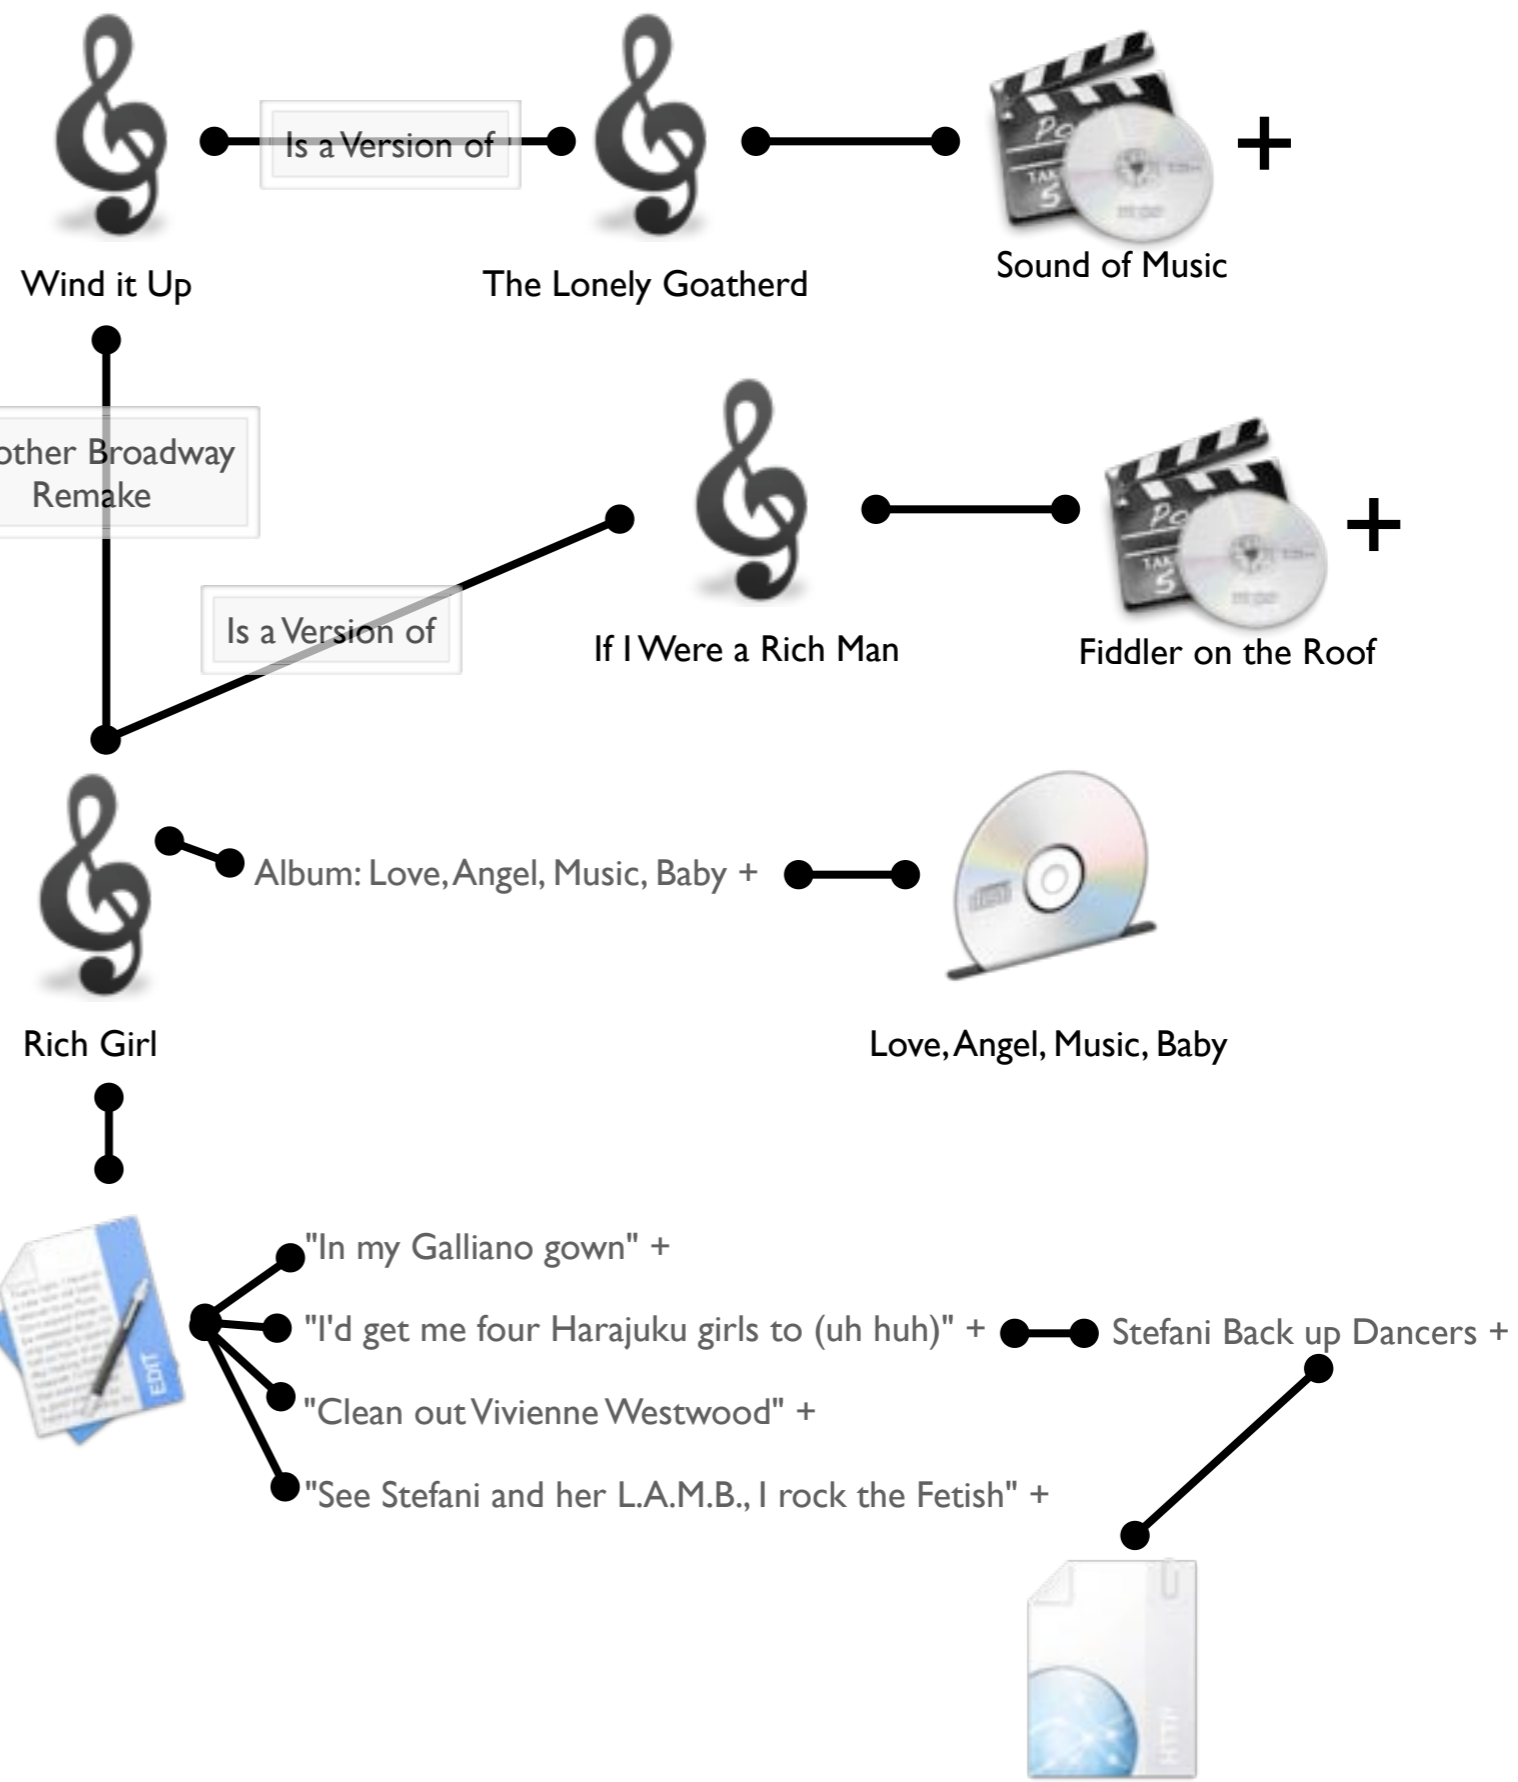 Is a Version of
Wind it Up
The Lonely Goatherd
Sound of Music
other Broadway
Remake
Is a Version of
If I Were a Rich Man
Fiddler on the Roof
Album: Love, Angel, Music, Baby +
Rich Girl
Love, Angel, Music, Baby
"In my Galliano gown" +
"I'd get me four Harajuku girls to (uh huh)" +
Stefani Back up Dancers +
"Clean out Vivienne Westwood" +
"See Stefani and her L.A.M.B., I rock the Fetish" +
EDIT
HTTP